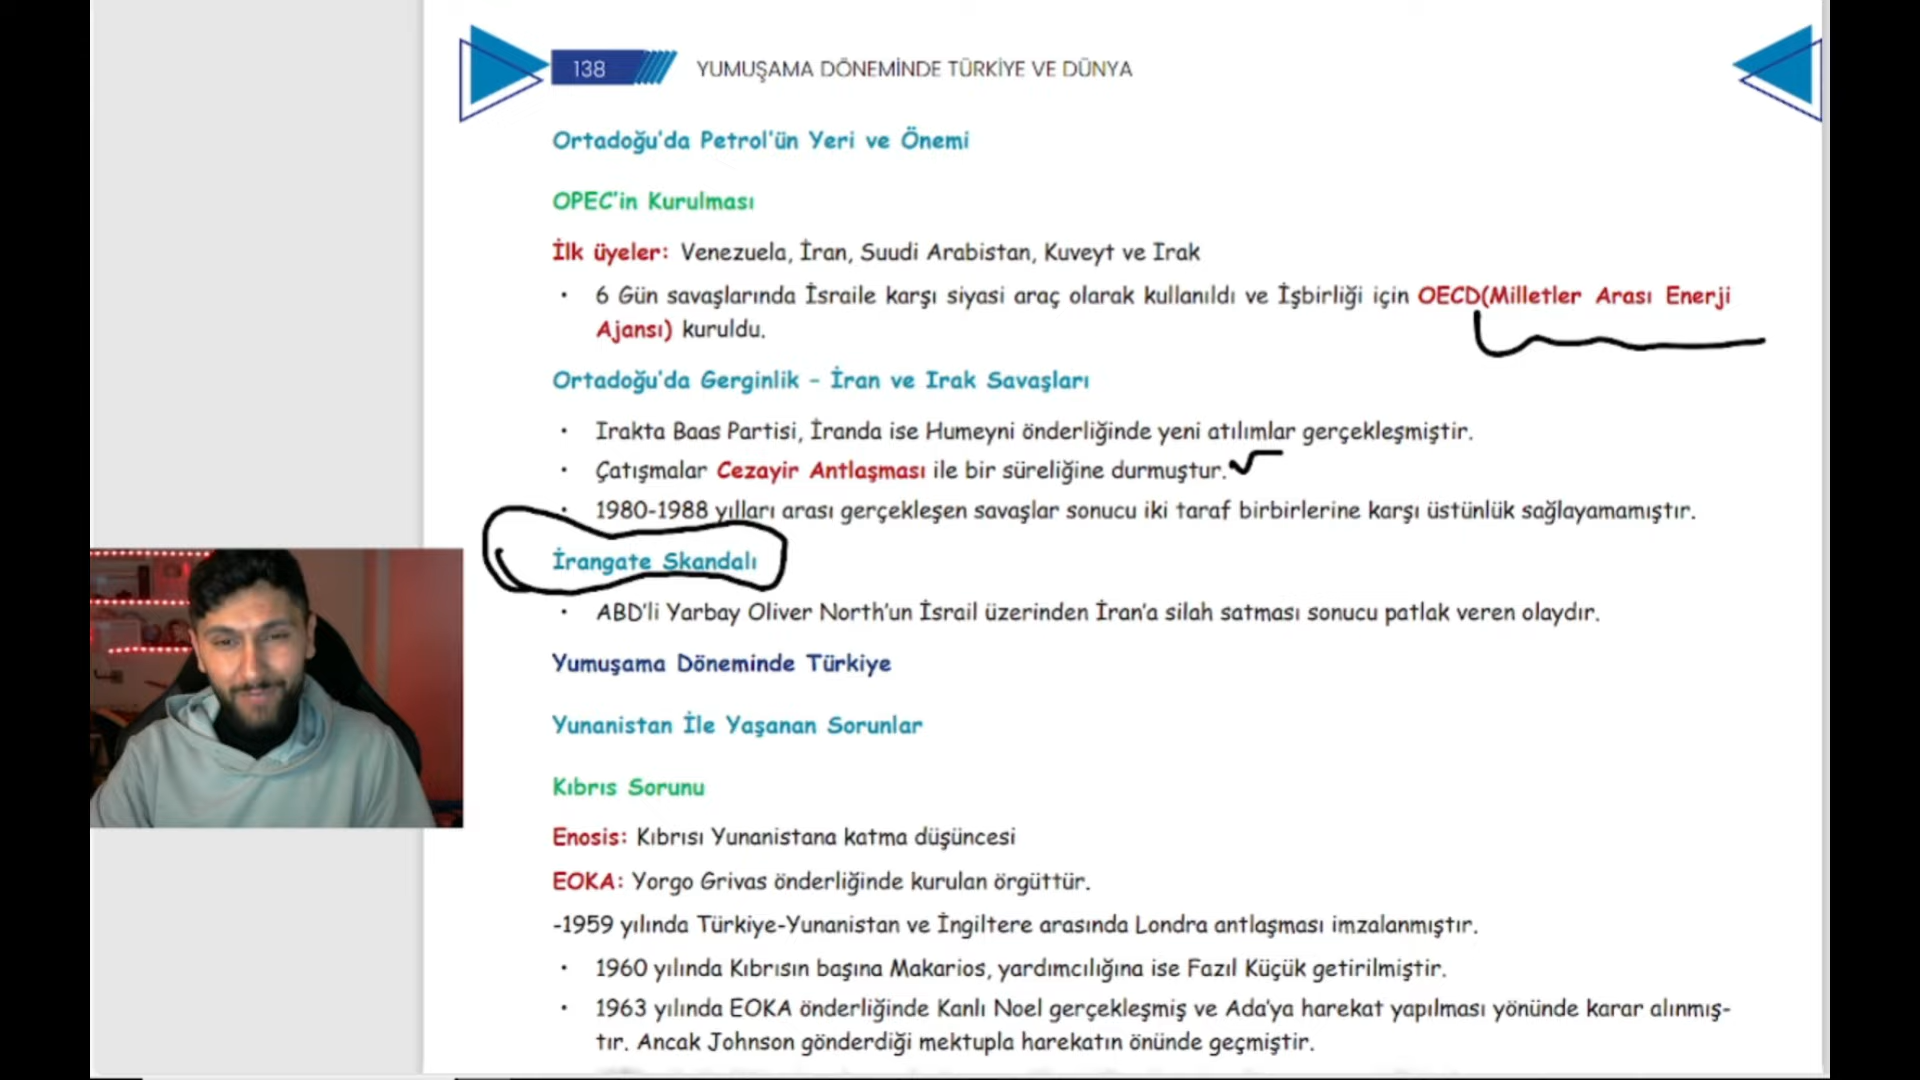 138 YUMUŞAMA DÖNEMİNDE TÜRKİYE VE DÜNYA
Ortadoğu'da Petrol'ün Yeri ve Önemi
OPEC'in Kurulması
İlk üyeler: Venezuela, İran, Suudi Arabistan, Kuveyt ve Irak
• 6 Gün savaşlarında İsraile karşı siyasi araç olarak kullanıldı ve İşbirliği için OECD(Milletler Arası Enerji
Ajansı) kuruldu.
Ortadoğu'da Gerginlik - İran ve Irak Savaşları
• Irakta Baas Partisi, İranda ise Humeyni önderliğinde yeni atılımlar gerçekleşmiştir.
• Çatışmalar Cezayir Antlaşması ile bir süreliğine durmuştur.
• 1980-1988 yılları arası gerçekleşen savaşlar sonucu iki taraf birbirlerine karşı üstünlük sağlayamamıştır.
İrangate Skandalı
• ABD'li Yarbay Oliver North'un İsrail üzerinden İran'a silah satması sonucu patlak veren olaydır.
Yumuşama Döneminde Türkiye
Yunanistan İle Yaşanan Sorunlar
Kıbrıs Sorunu
Enosis: Kıbrısı Yunanistana katma düşüncesi
EOKA: Yorgo Grivas önderliğinde kurulan örgüttür.
-1959 yılında Türkiye-Yunanistan ve İngiltere arasında Londra antlaşması imzalanmıştır.
• 1960 yılında Kıbrısın başına Makarios, yardımcılığına ise Fazıl Küçük getirilmiştir.
• 1963 yılında EOKA önderliğinde Kanlı Noel gerçekleşmiş ve Ada'ya harekat yapılması yönünde karar alınmış-
tır. Ancak Johnson gönderdiği mektupla harekatın önünde geçmiştir.